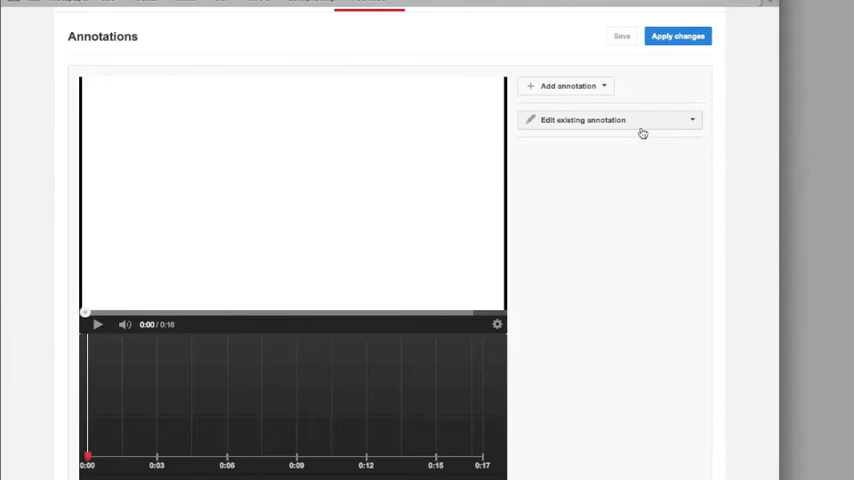 Annotations
Save
Apply changes
Add annotation
Edit existing annotation
0:00 / 0:16
0:00 0:03 0:06 0:09 0:12 0:15 0:17